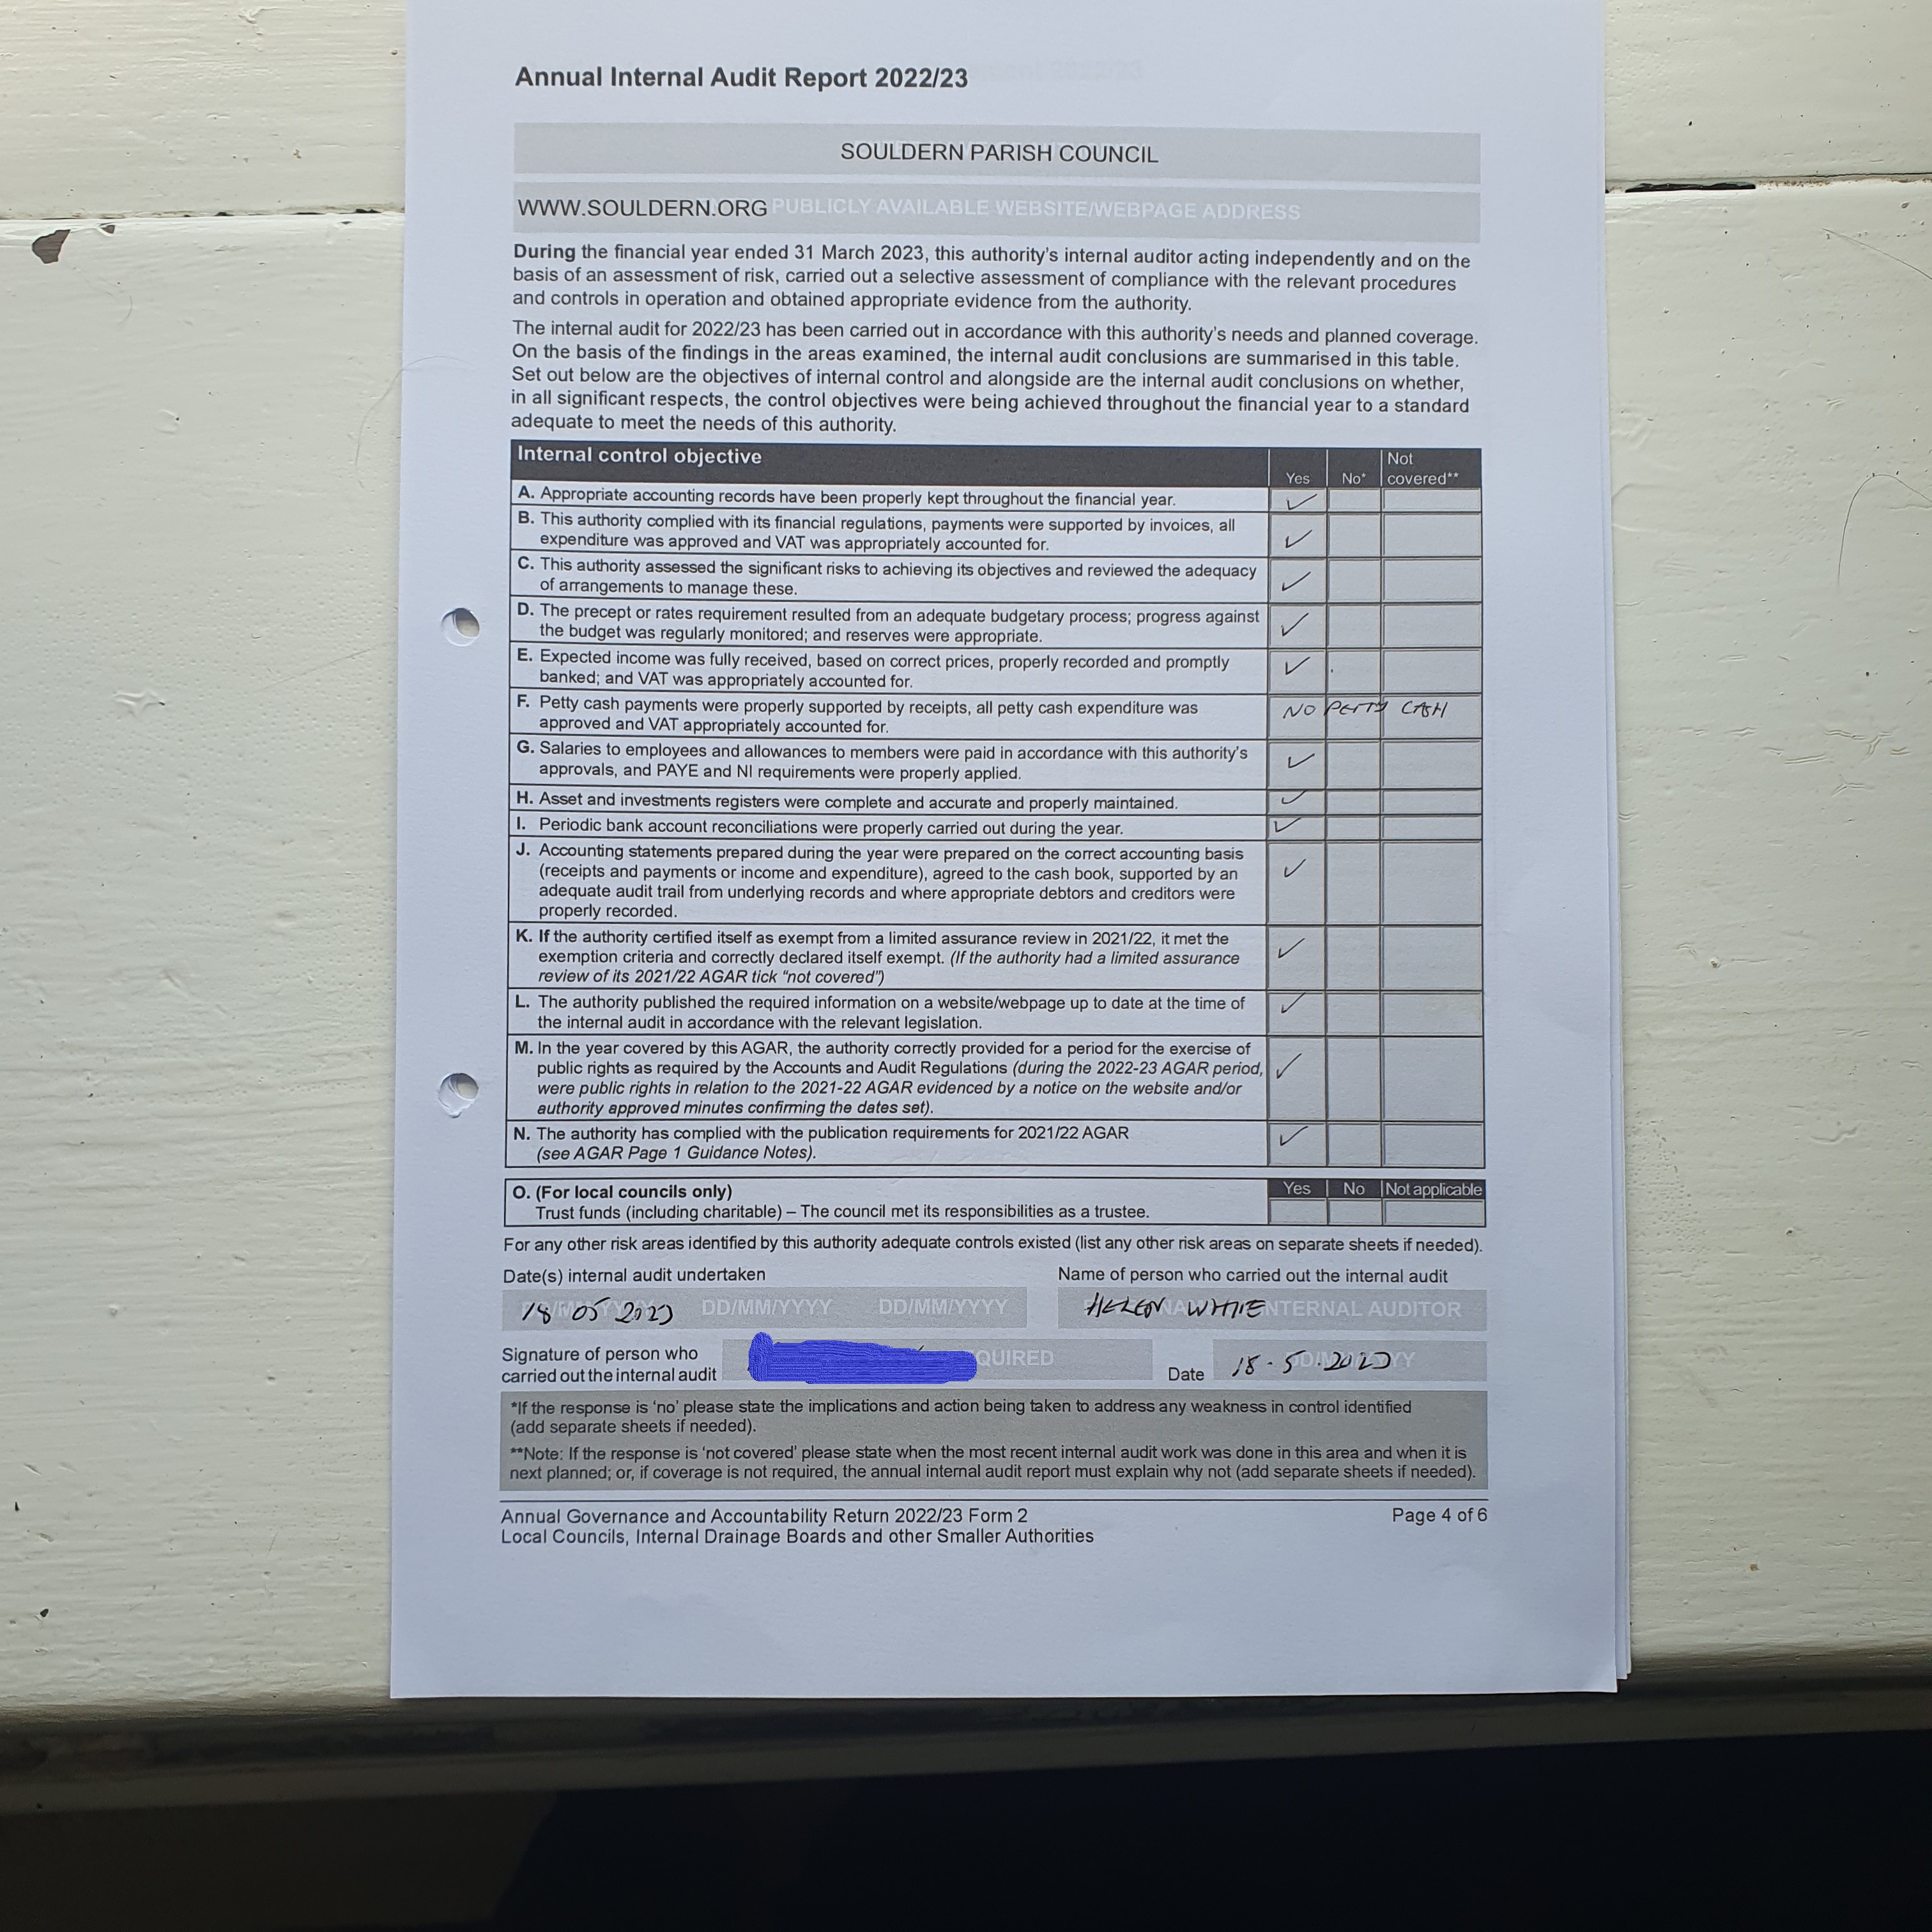 Annual Internal Audit Report 2022/23
SOULDERN PARISH COUNCIL
WWW.SOULDERN.ORG PUBLICLY AVAILABLE WEBSITE/WEBPAGE ADDRESS
During the financial year ended 31 March 2023, this authority's internal auditor acting independently and on the
basis of an assessment of risk, carried out a selective assessment of compliance with the relevant procedures
and controls in operation and obtained appropriate evidence from the authority.
The internal audit for 2022/23 has been carried out in accordance with this authority's needs and planned coverage.
On the basis of the findings in the areas examined, the internal audit conclusions are summarised in this table.
Set out below are the objectives of internal control and alongside are the internal audit conclusions on whether,
in all significant respects, the control objectives were being achieved throughout the financial year to a standard
adequate to meet the needs of this authority.
Internal control objective Yes No* Not covered**
A. Appropriate accounting records have been properly kept throughout the financial year. ✓
B. This authority complied with its financial regulations, payments were supported by invoices, all
expenditure was approved and VAT was appropriately accounted for. ✓
C. This authority assessed the significant risks to achieving its objectives and reviewed the adequacy
of arrangements to manage these. ✓
D. The precept or rates requirement resulted from an adequate budgetary process; progress against
the budget was regularly monitored; and reserves were appropriate. ✓
E. Expected income was fully received, based on correct prices, properly recorded and promptly
banked; and VAT was appropriately accounted for. ✓
F. Petty cash payments were properly supported by receipts, all petty cash expenditure was
approved and VAT appropriately accounted for. NO PETTY CASH
G. Salaries to employees and allowances to members were paid in accordance with this authority's
approvals, and PAYE and NI requirements were properly applied. ✓
H. Asset and investments registers were complete and accurate and properly maintained. ✓
I. Periodic bank account reconciliations were properly carried out during the year. ✓
J. Accounting statements prepared during the year were prepared on the correct accounting basis
(receipts and payments or income and expenditure), agreed to the cash book, supported by an
adequate audit trail from underlying records and where appropriate debtors and creditors were
properly recorded. ✓
K. If the authority certified itself as exempt from a limited assurance review in 2021/22, it met the
exemption criteria and correctly declared itself exempt. (If the authority had a limited assurance
review of its 2021/22 AGAR tick "not covered") ✓
L. The authority published the required information on a website/webpage up to date at the time of
the internal audit in accordance with the relevant legislation. ✓
M. In the year covered by this AGAR, the authority correctly provided for a period for the exercise of
public rights as required by the Accounts and Audit Regulations (during the 2022-23 AGAR period,
were public rights in relation to the 2021-22 AGAR evidenced by a notice on the website and/or
authority approved minutes confirming the dates set). ✓
N. The authority has complied with the publication requirements for 2021/22 AGAR
(see AGAR Page 1 Guidance Notes). ✓
O. (For local councils only) Yes No Not applicable
Trust funds (including charitable) – The council met its responsibilities as a trustee.
For any other risk areas identified by this authority adequate controls existed (list any other risk areas on separate sheets if needed).
Date(s) internal audit undertaken Name of person who carried out the internal audit
18 05 2023 DD/MM/YYYY DD/MM/YYYY HELEN WHITE INTERNAL AUDITOR
Signature of person who
carried out the internal audit QUIRED Date 18.5.2023
*If the response is 'no' please state the implications and action being taken to address any weakness in control identified
(add separate sheets if needed).
**Note: If the response is 'not covered' please state when the most recent internal audit work was done in this area and when it is
next planned; or, if coverage is not required, the annual internal audit report must explain why not (add separate sheets if needed).
Annual Governance and Accountability Return 2022/23 Form 2 Page 4 of 6
Local Councils, Internal Drainage Boards and other Smaller Authorities